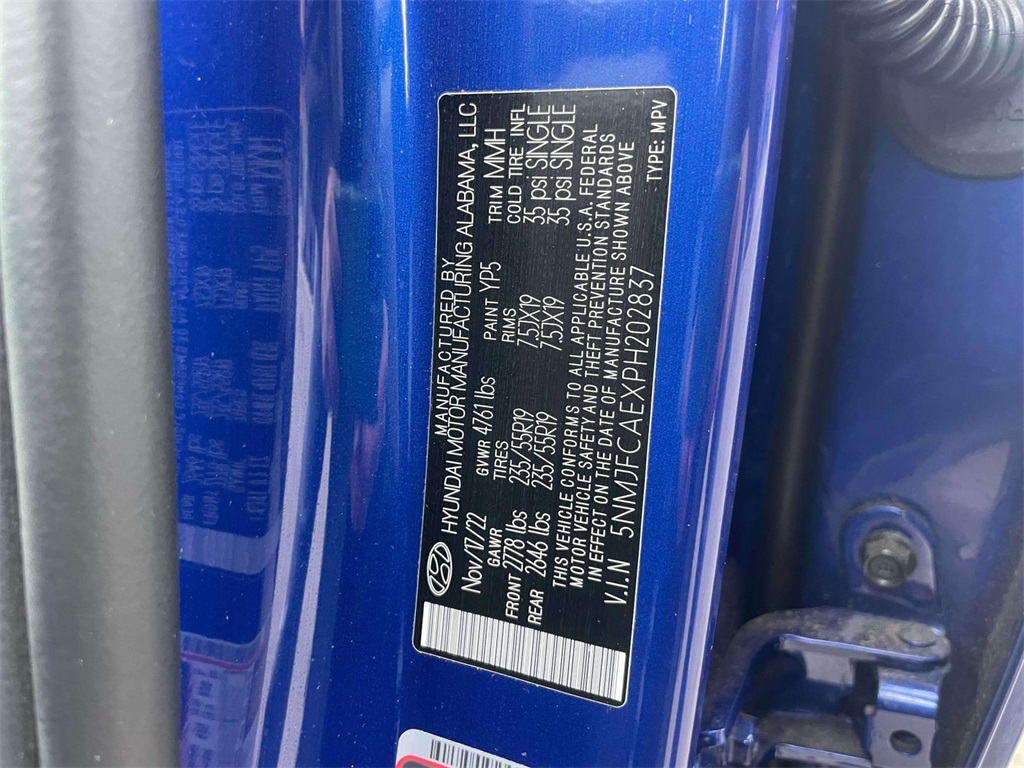 MANUFACTURED BY
HYUNDAI MOTOR MANUFACTURING ALABAMA, LLC
Nov/17/22 GVWR 4761 lbs PAINT YP5 TRIM MMH
GAWR TIRES RIMS COLD TIRE INFL
FRONT 2778 lbs 235/55R19 7.5JX19 35 psi SINGLE
REAR 2646 lbs 235/55R19 7.5JX19 35 psi SINGLE
THIS VEHICLE CONFORMS TO ALL APPLICABLE U.S.A. FEDERAL
MOTOR VEHICLE SAFETY AND THEFT PREVENTION STANDARDS
IN EFFECT ON THE DATE OF MANUFACTURE SHOWN ABOVE
V.I.N 5NMJFCAEXPH202837 TYPE: MPV